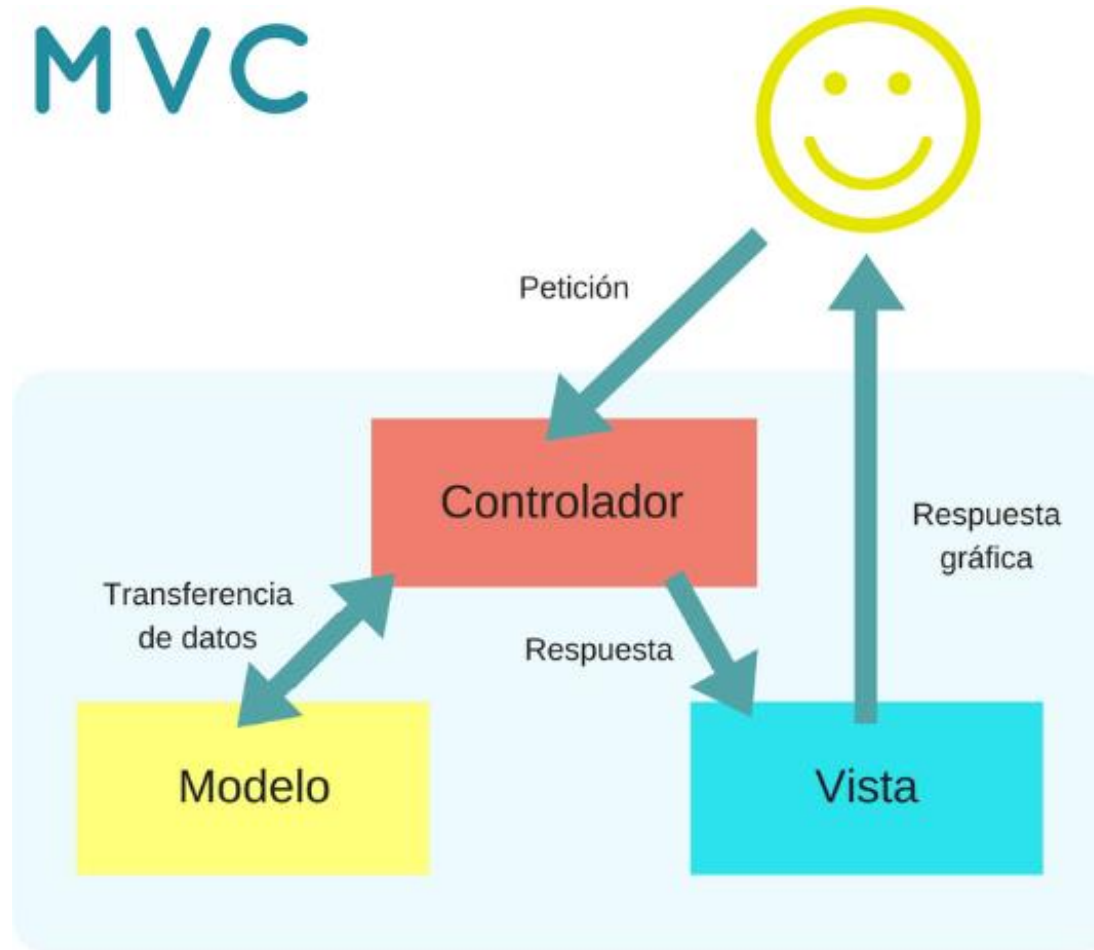 MVC
Petición
Controlador
Respuesta
gráfica
Transferencia
de datos
Respuesta
Modelo
Vista